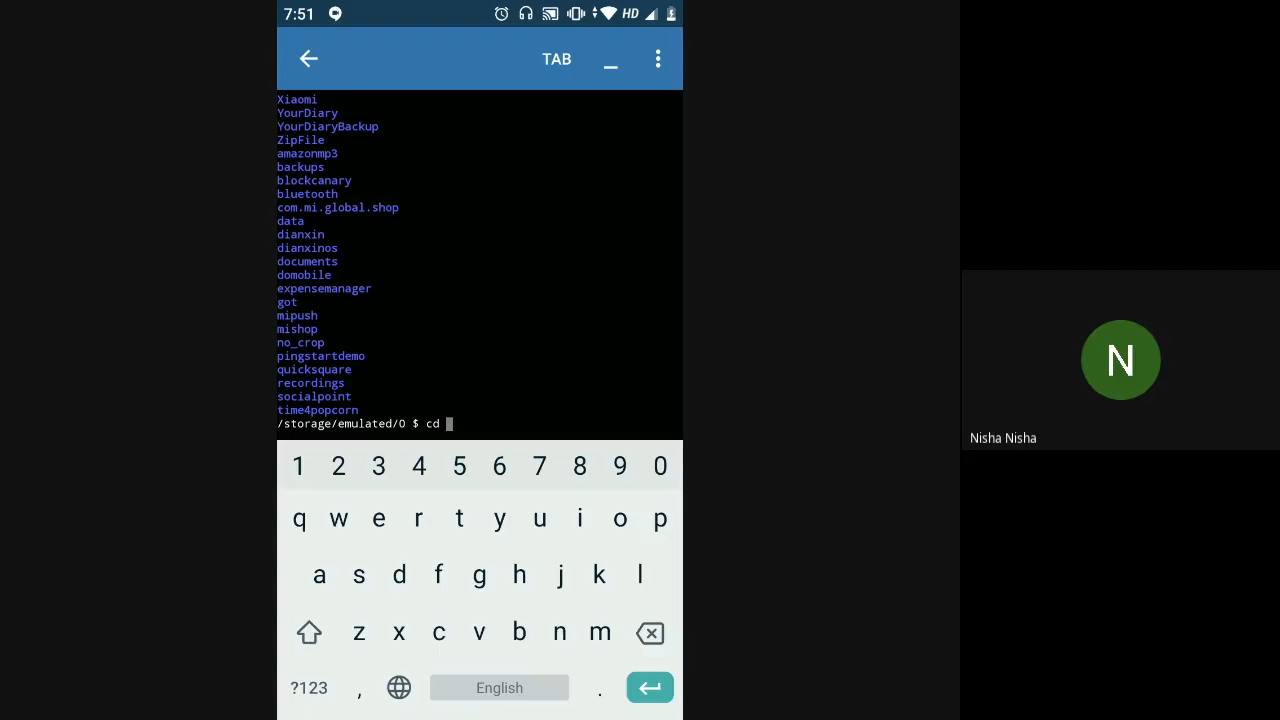 7:51 HD
TAB _
Xiaomi
YourDiary
YourDiaryBackup
ZipFile
amazonmp3
backups
blockcanary
bluetooth
com.mi.global.shop
data
dianxin
dianxinos
documents
domobile
expensemanager
got
mipush
mishop
no_crop
pingstartdemo
quicksquare
recordings
socialpoint
time4popcorn
/storage/emulated/0 $ cd
1 2 3 4 5 6 7 8 9 0
q w e r t y u i o p
a s d f g h j k l
z x c v b n m
?123 , English .
N
Nisha Nisha